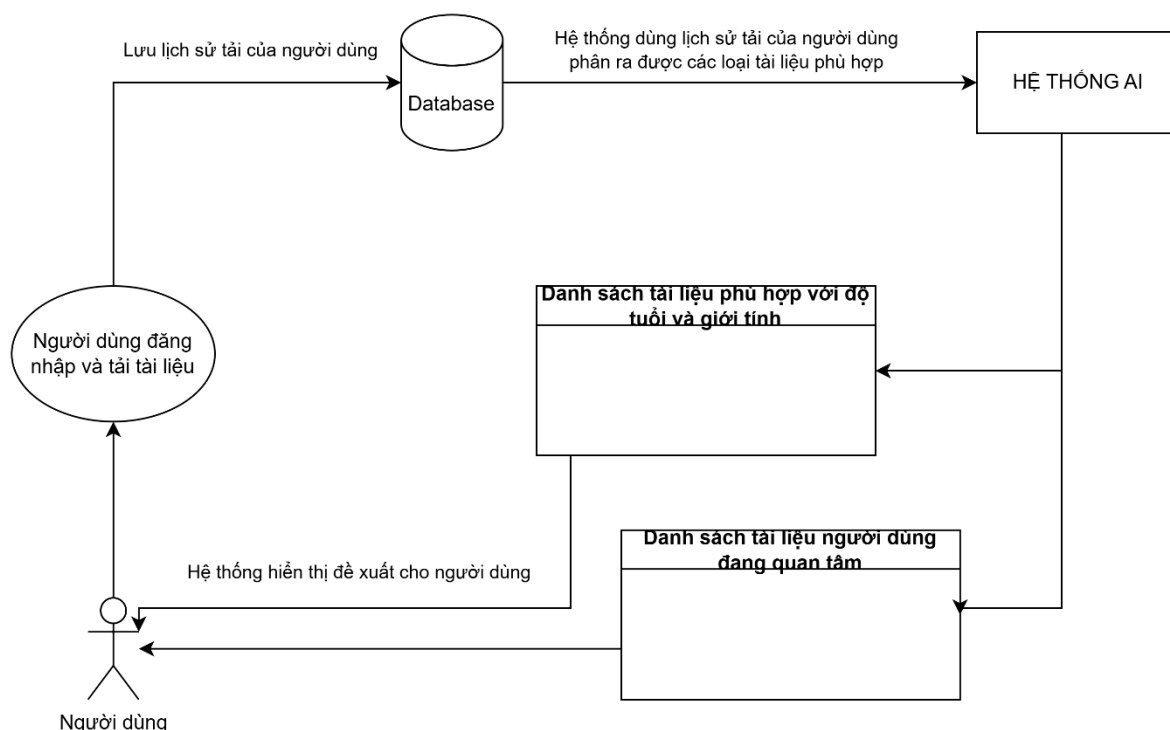 Lưu lịch sử tải của người dùng
Hệ thống dùng lịch sử tải của người dùng
phân ra được các loại tài liệu phù hợp
Database
HỆ THỐNG AI
Danh sách tài liệu phù hợp với độ
tuổi và giới tính
Người dùng đăng
nhập và tải tài liệu
Danh sách tài liệu người dùng
đang quan tâm
Hệ thống hiển thị đề xuất cho người dùng
Người dùng